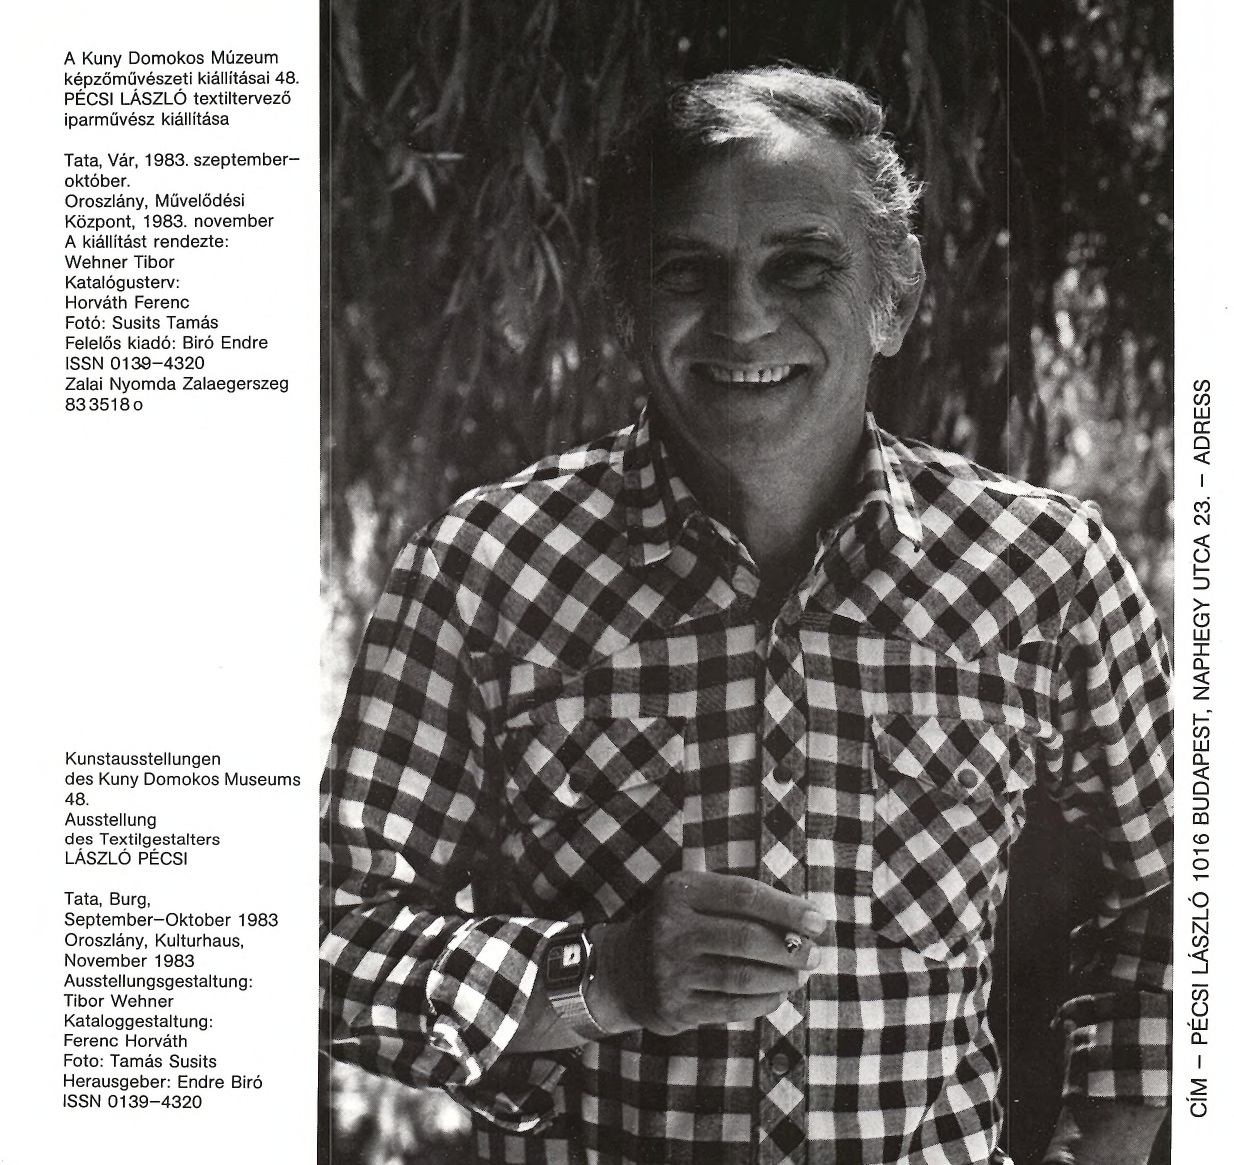 A Kuny Domokos Múzeum
képzőművészeti kiállításai 48.
PÉCSI LÁSZLÓ textiltervező
iparművész kiállítása
Tata, Vár, 1983. szeptember–
október.
Oroszlány, Művelődési
Központ, 1983. november
A kiállítást rendezte:
Wehner Tibor
Katalógusterv:
Horváth Ferenc
Fotó: Susits Tamás
Felelős kiadó: Biró Endre
ISSN 0139–4320
Zalai Nyomda Zalaegerszeg
83 3518 o
Kunstausstellungen
des Kuny Domokos Museums
48.
Ausstellung
des Textilgestalters
LÁSZLÓ PÉCSI
Tata, Burg,
September–Oktober 1983
Oroszlány, Kulturhaus,
November 1983
Ausstellungsgestaltung:
Tibor Wehner
Kataloggestaltung:
Ferenc Horváth
Foto: Tamás Susits
Herausgeber: Endre Biró
ISSN 0139–4320
CÍM – PÉCSI LÁSZLÓ 1016 BUDAPEST, NAPHEGY UTCA 23. – ADRESS